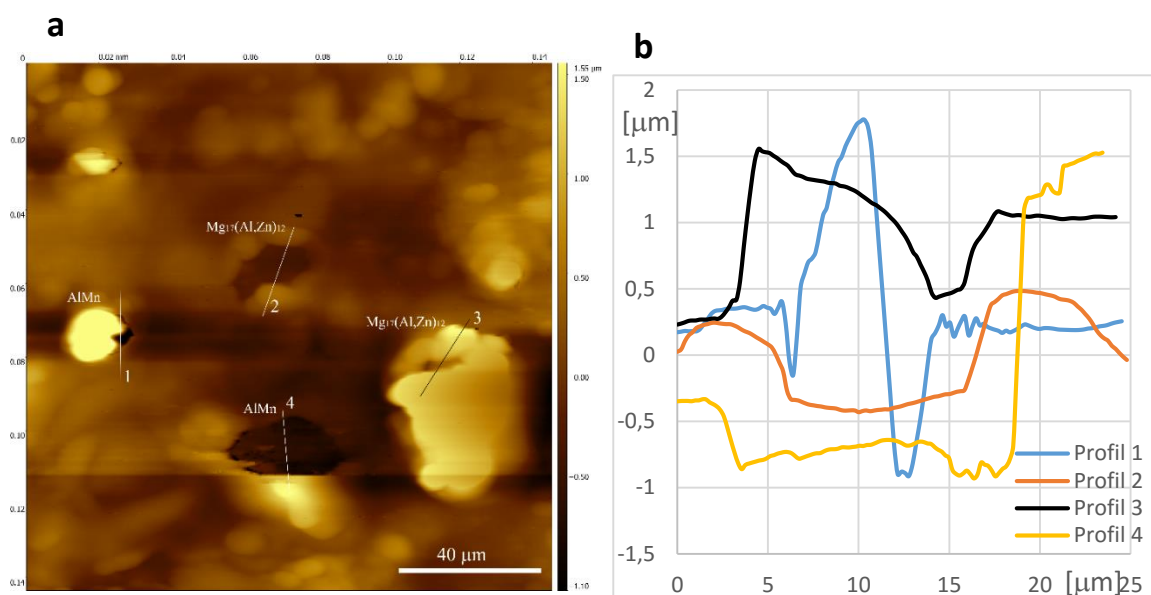 a
0
0.02 mm
0.04
0.06
0.08
0.10
0.12
0.14
0.02
0.04
0.06
0.08
0.10
0.12
0.14
Mg₁₇(Al,Zn)₁₂
2
AlMn
1
Mg₁₇(Al,Zn)₁₂
3
AlMn
4
40 μm
1.55 μm
1.50
1.00
0.50
0.00
−0.50
1.10
b
2
[μm]
1,5
1
0,5
0
-0,5
-1
-1,5
0
5
10
15
20
[μm]
25
Profil 1
Profil 2
Profil 3
Profil 4